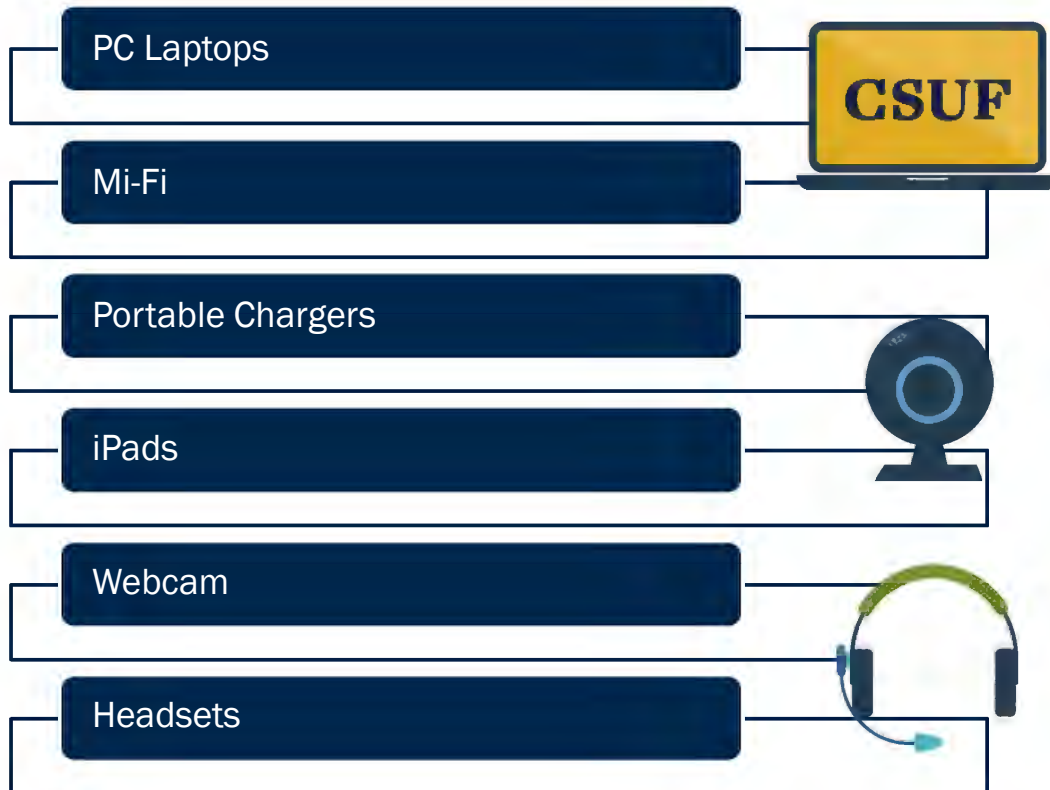 PC Laptops
CSUF
Mi-Fi
Portable Chargers
iPads
Webcam
Headsets